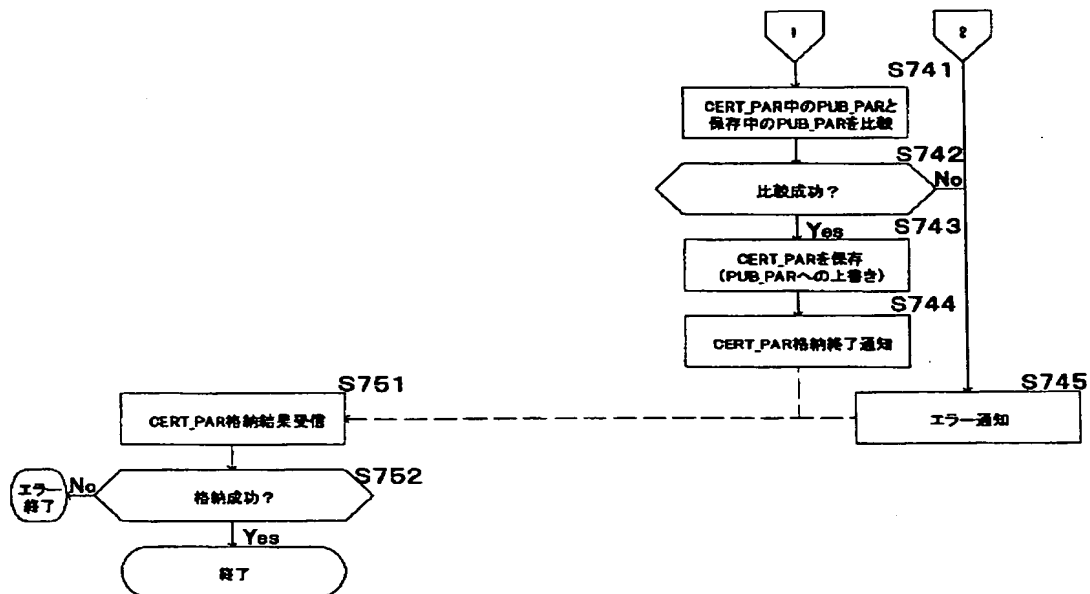 1
2
S741
CERT_PAR中のPUB_PARと
保存中のPUB_PARを比較
S742
比較成功？
No
Yes
S743
CERT_PARを保存
（PUB_PARへの上書き）
S744
CERT_PAR格納終了通知
S745
エラー通知
S751
CERT_PAR格納結果受信
S752
格納成功？
No
エラー
終了
Yes
終了